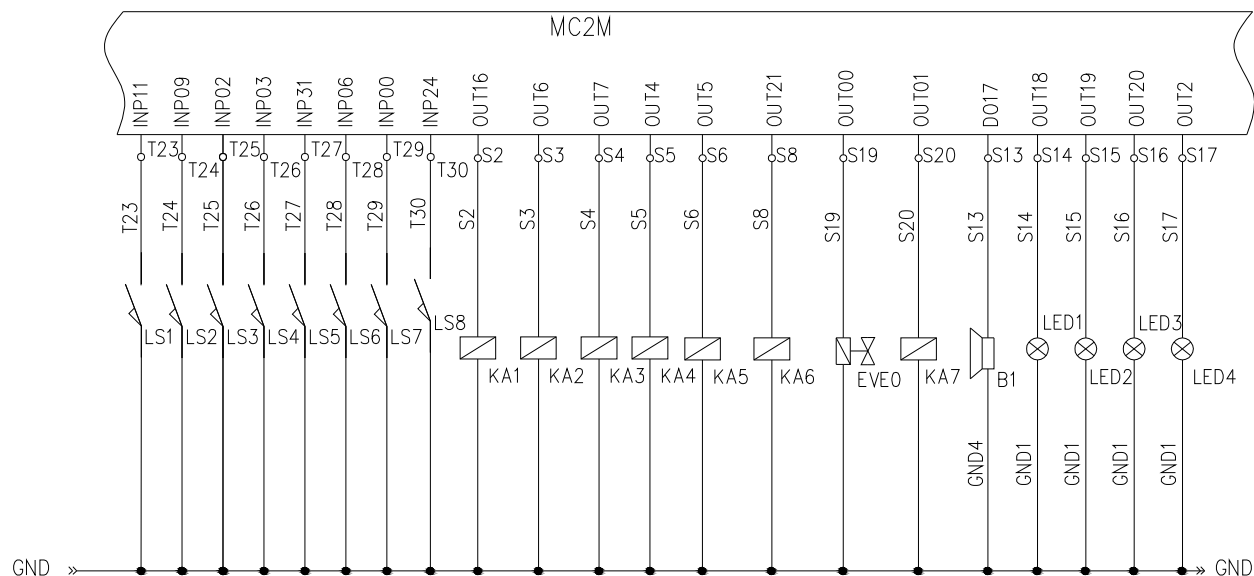 MC2M
INP11 INP09 INP02 INP03 INP31 INP06 INP00 INP24 OUT16 OUT6 OUT7 OUT4 OUT5 OUT21 OUT00 OUT01 DO17 OUT18 OUT19 OUT20 OUT2
T23 T25 T27 T29 S2 S3 S4 S5 S6 S8 S19 S20 S13 S14 S15 S16 S17
T24 T26 T28 T30
T23 T24 T25 T26 T27 T28 T29 T30 S2 S3 S4 S5 S6 S8 S19 S20 S13 S14 S15 S16 S17
LS1 LS2 LS3 LS4 LS5 LS6 LS7 LS8 LED1 LED3
KA1 KA2 KA3 KA4 KA5 KA6 EVE0 KA7 B1 LED2 LED4
GND4 GND1 GND1 GND1 GND1
GND GND